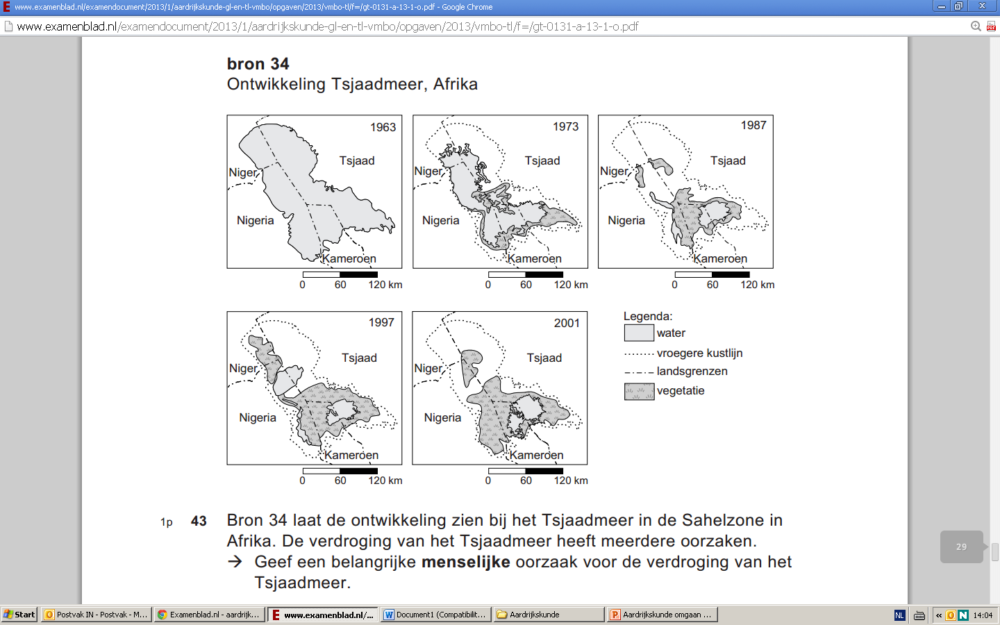 www.examenblad.nl/examendocument/2013/1/aardrijkskunde-gl-en-tl-vmbo/opgaven/2013/vmbo-tl/f=/gt-0131-a-13-1-o.pdf - Google Chrome
www.examenblad.nl/examendocument/2013/1/aardrijkskunde-gl-en-tl-vmbo/opgaven/2013/vmbo-tl/f=/gt-0131-a-13-1-o.pdf
bron 34
Ontwikkeling Tsjaadmeer, Afrika
1963
Tsjaad
Niger
Nigeria
Kameroen
0 60 120 km
1973
Tsjaad
Niger
Nigeria
Kameroen
0 60 120 km
1987
Tsjaad
Niger
Nigeria
Kameroen
0 60 120 km
1997
Tsjaad
Niger
Nigeria
Kameroen
0 60 120 km
2001
Tsjaad
Niger
Nigeria
Kameroen
0 60 120 km
Legenda:
water
vroegere kustlijn
landsgrenzen
vegetatie
1p 43 Bron 34 laat de ontwikkeling zien bij het Tsjaadmeer in de Sahelzone in
Afrika. De verdroging van het Tsjaadmeer heeft meerdere oorzaken.
→ Geef een belangrijke menselijke oorzaak voor de verdroging van het
Tsjaadmeer.
29
Start
Postvak IN - Postvak - M...
Examenblad.nl - aardrijk...
www.examenblad.nl/...
Document1 (Compatibilit...
Aardrijkskunde
Aardrijkskunde omgaan ...
NL
14:04